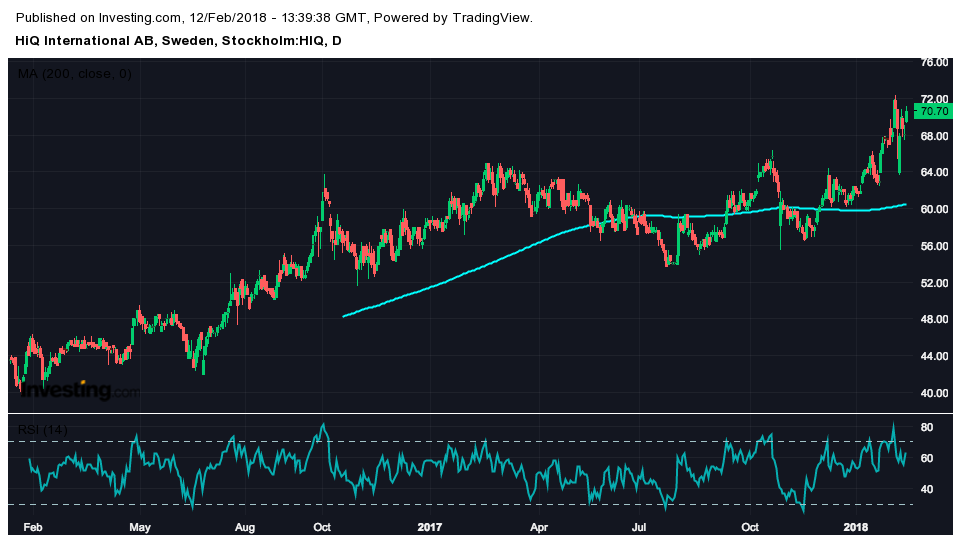 Published on Investing.com, 12/Feb/2018 - 13:39:38 GMT, Powered by TradingView.
HiQ International AB, Sweden, Stockholm:HIQ, D
MA (200, close, 0)
76.00
72.00
70.70
68.00
64.00
60.00
56.00
52.00
48.00
44.00
40.00
Investing.com
RSI (14)
80
60
40
Feb May Aug Oct 2017 Apr Jul Oct 2018